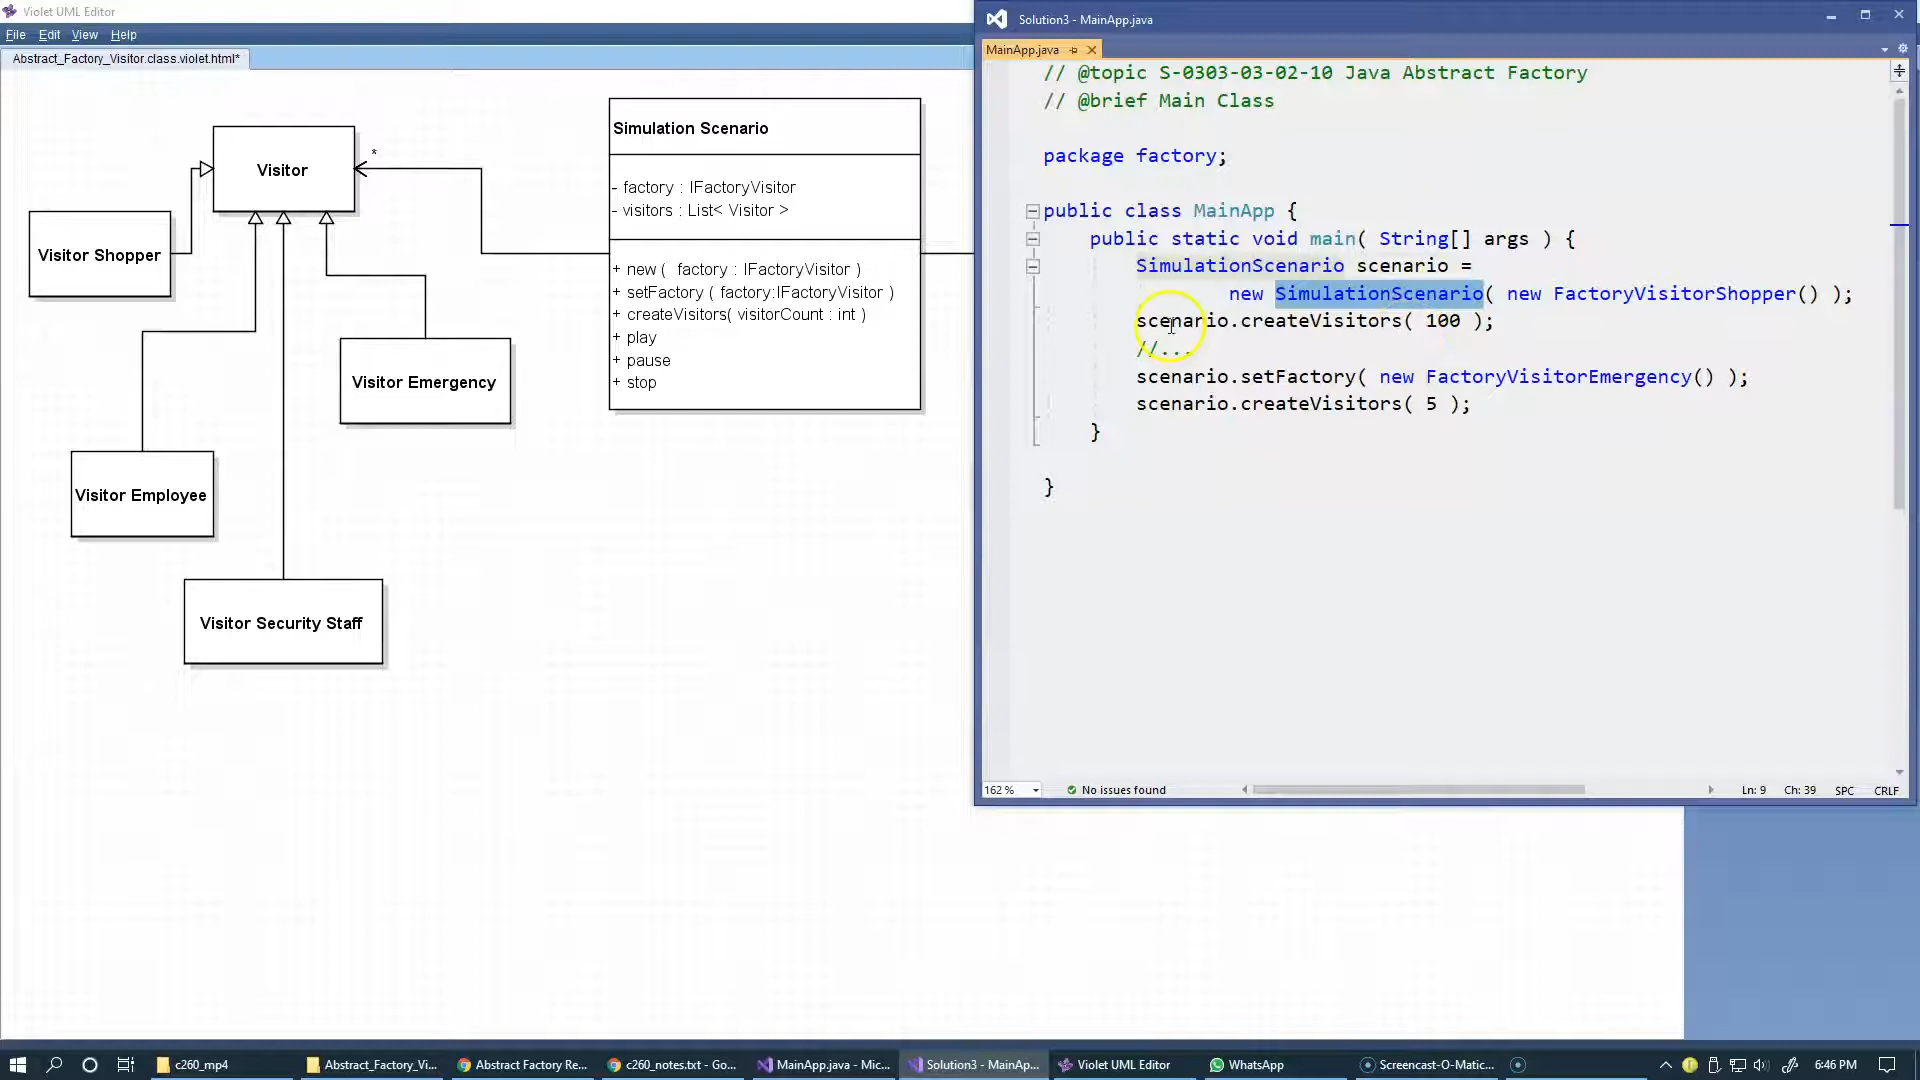 Violet UML Editor
File Edit View Help
Abstract_Factory_Visitor.class.violet.html*
Visitor
*
Visitor Shopper
Visitor Emergency
Visitor Employee
Visitor Security Staff
Simulation Scenario
- factory : IFactoryVisitor
- visitors : List< Visitor >
+ new (  factory : IFactoryVisitor )
+ setFactory ( factory:IFactoryVisitor )
+ createVisitors( visitorCount : int )
+ play
+ pause
+ stop
Solution3 - MainApp.java
MainApp.java
// @topic S-0303-03-02-10 Java Abstract Factory
// @brief Main Class
package factory;
public class MainApp {
public static void main( String[] args ) {
SimulationScenario scenario =
new SimulationScenario( new FactoryVisitorShopper() );
scenario.createVisitors( 100 );
//...
scenario.setFactory( new FactoryVisitorEmergency() );
scenario.createVisitors( 5 );
}
}
162 % No issues found Ln: 9 Ch: 39 SPC CRLF
c260_mp4 Abstract_Factory_Vi... Abstract Factory Re... c260_notes.txt - Go... MainApp.java - Mic... Solution3 - MainAp... Violet UML Editor WhatsApp Screencast-O-Matic... 6:46 PM